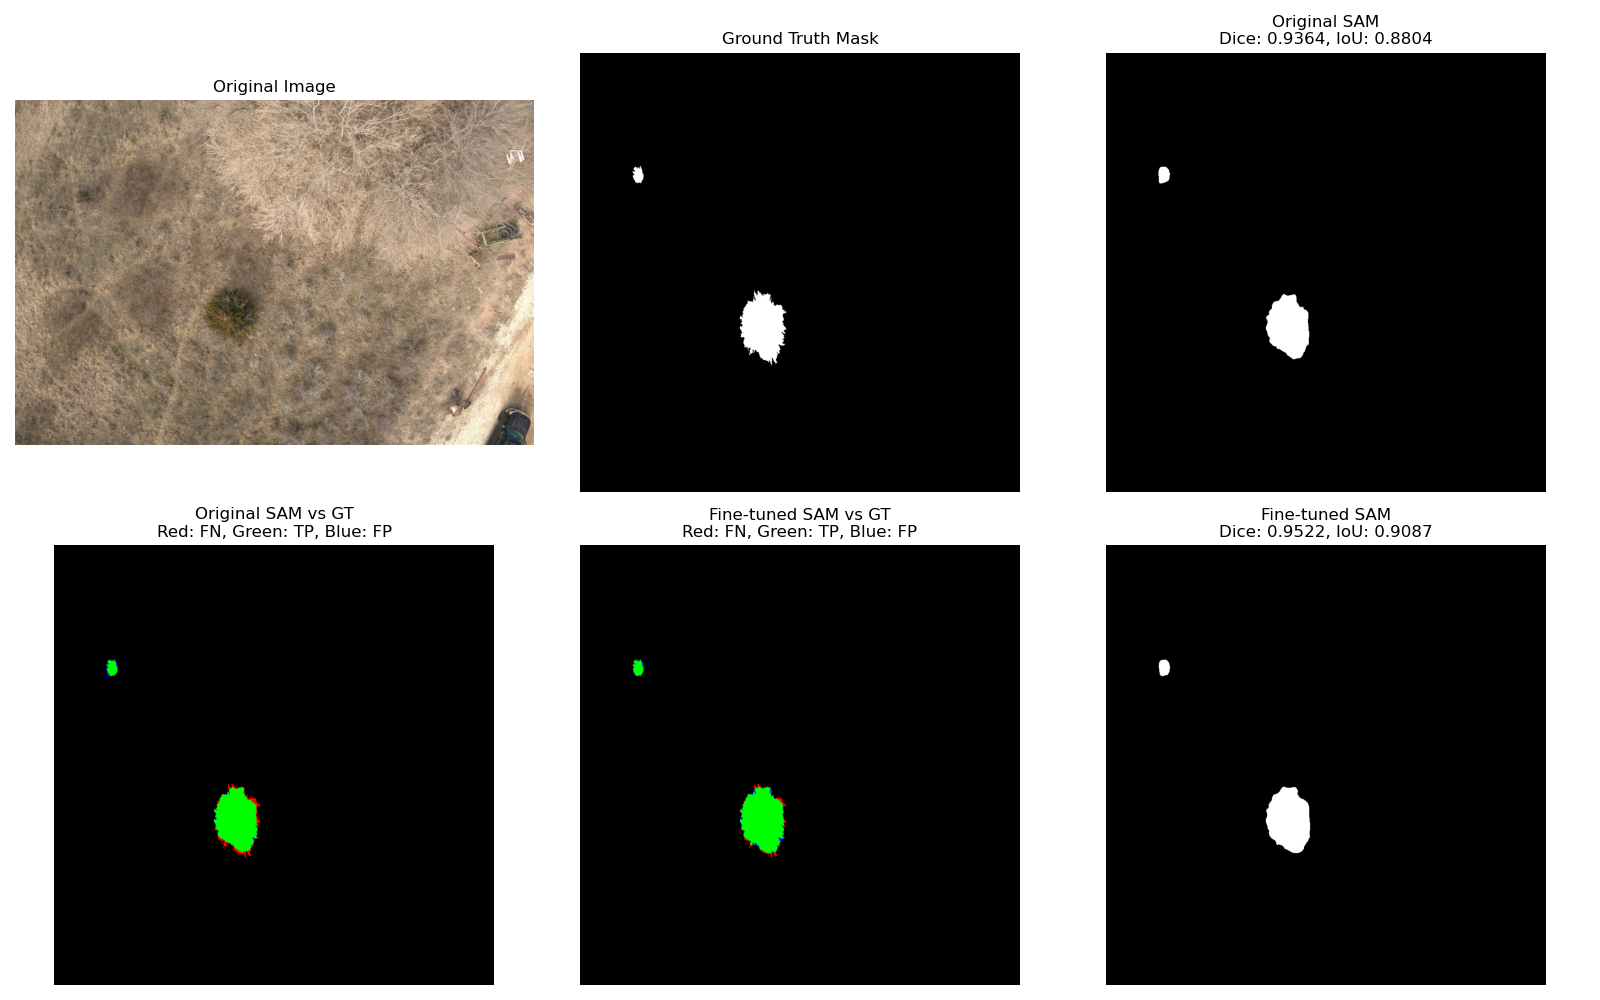 Original Image
Ground Truth Mask
Original SAM
Dice: 0.9364, IoU: 0.8804
Original SAM vs GT
Red: FN, Green: TP, Blue: FP
Fine-tuned SAM vs GT
Red: FN, Green: TP, Blue: FP
Fine-tuned SAM
Dice: 0.9522, IoU: 0.9087